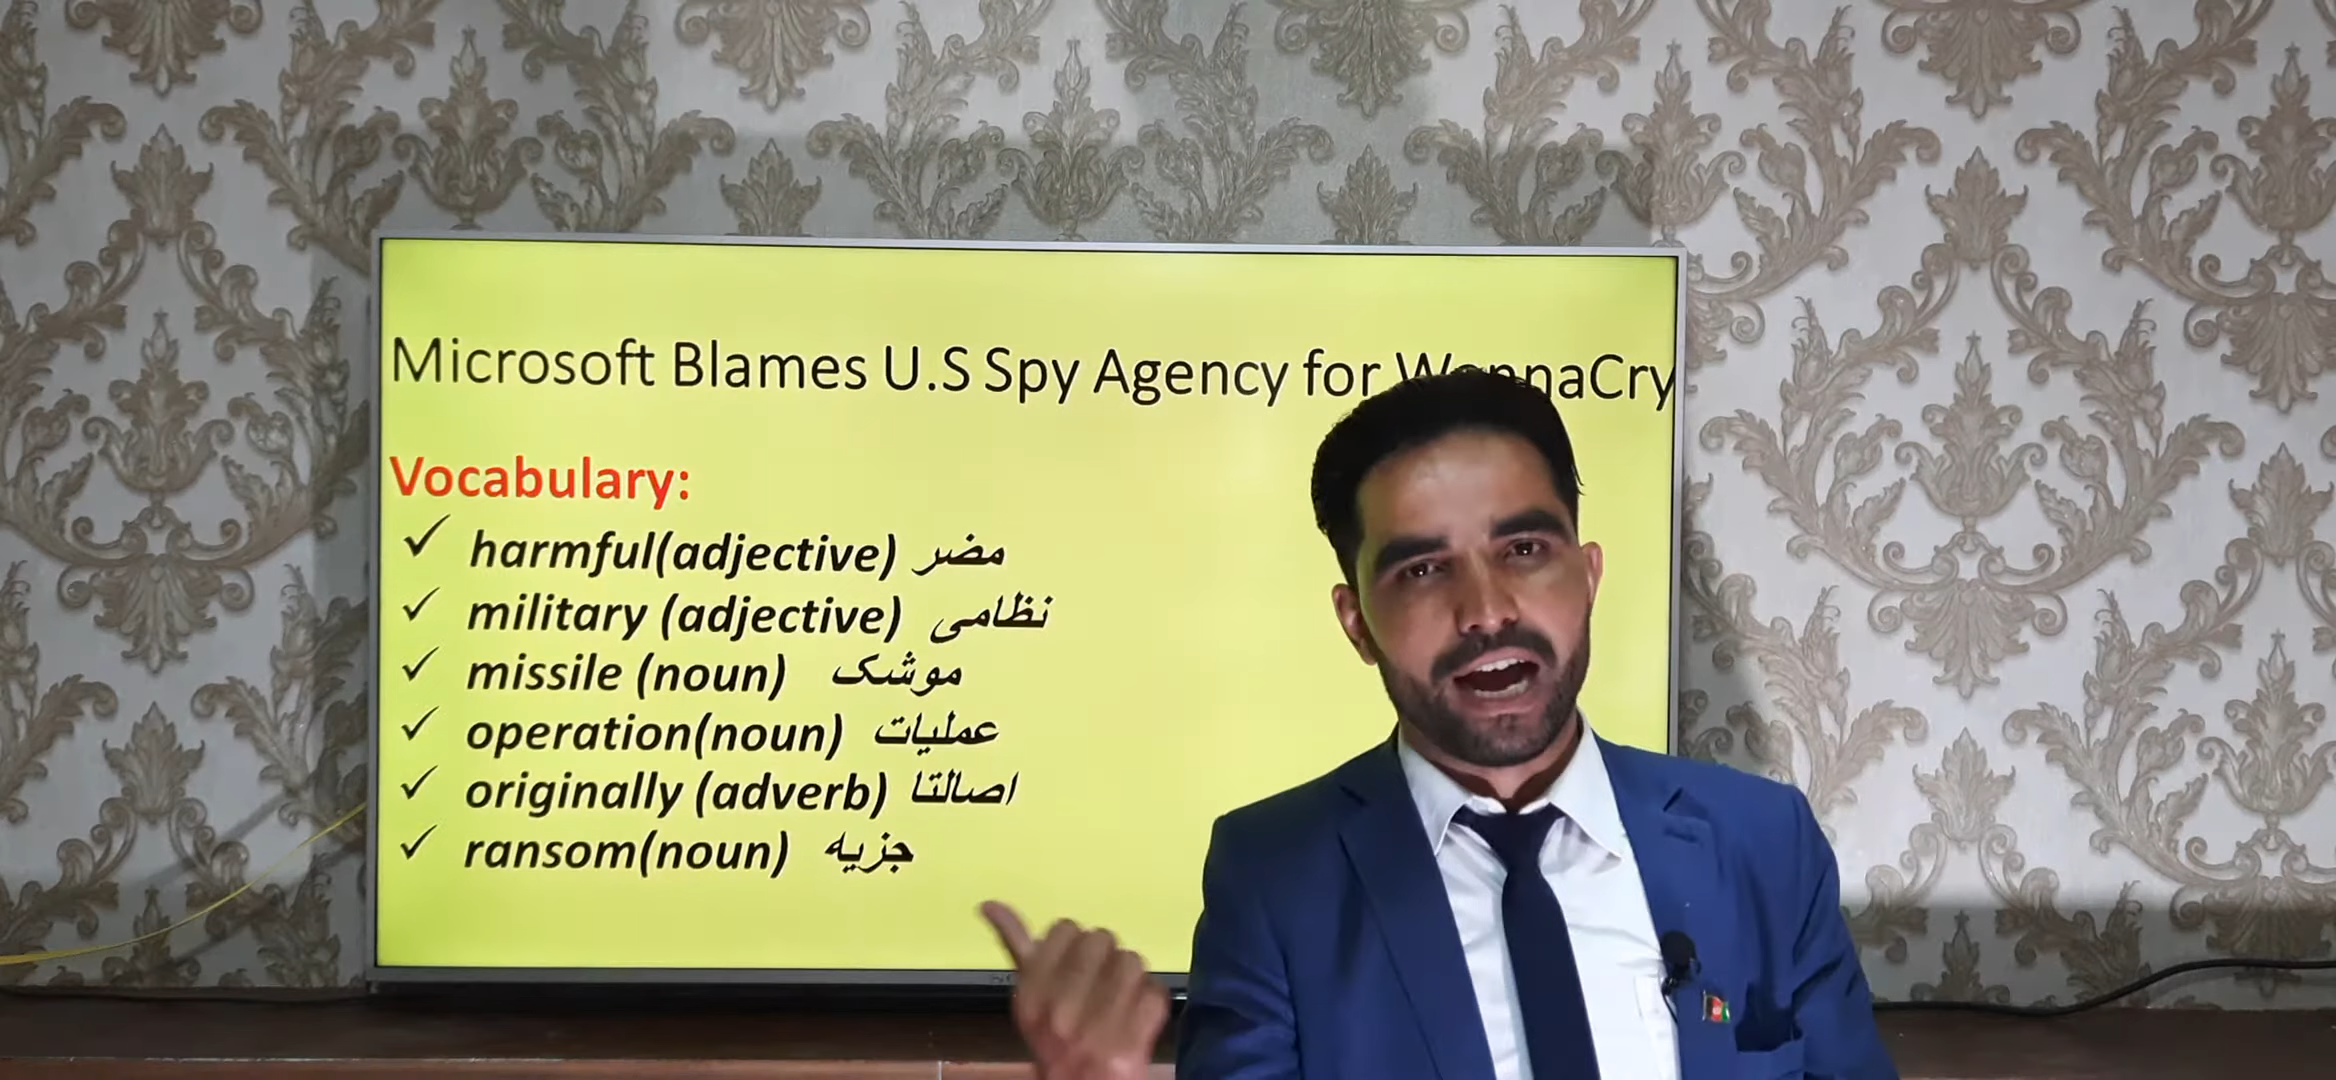 Microsoft Blames U.S Spy Agency for WannaCry
Vocabulary:
✓ harmful(adjective) مضر
✓ military (adjective) نظامی
✓ missile (noun) موشک
✓ operation(noun) عملیات
✓ originally (adverb) اصالتا
✓ ransom(noun) جزیه